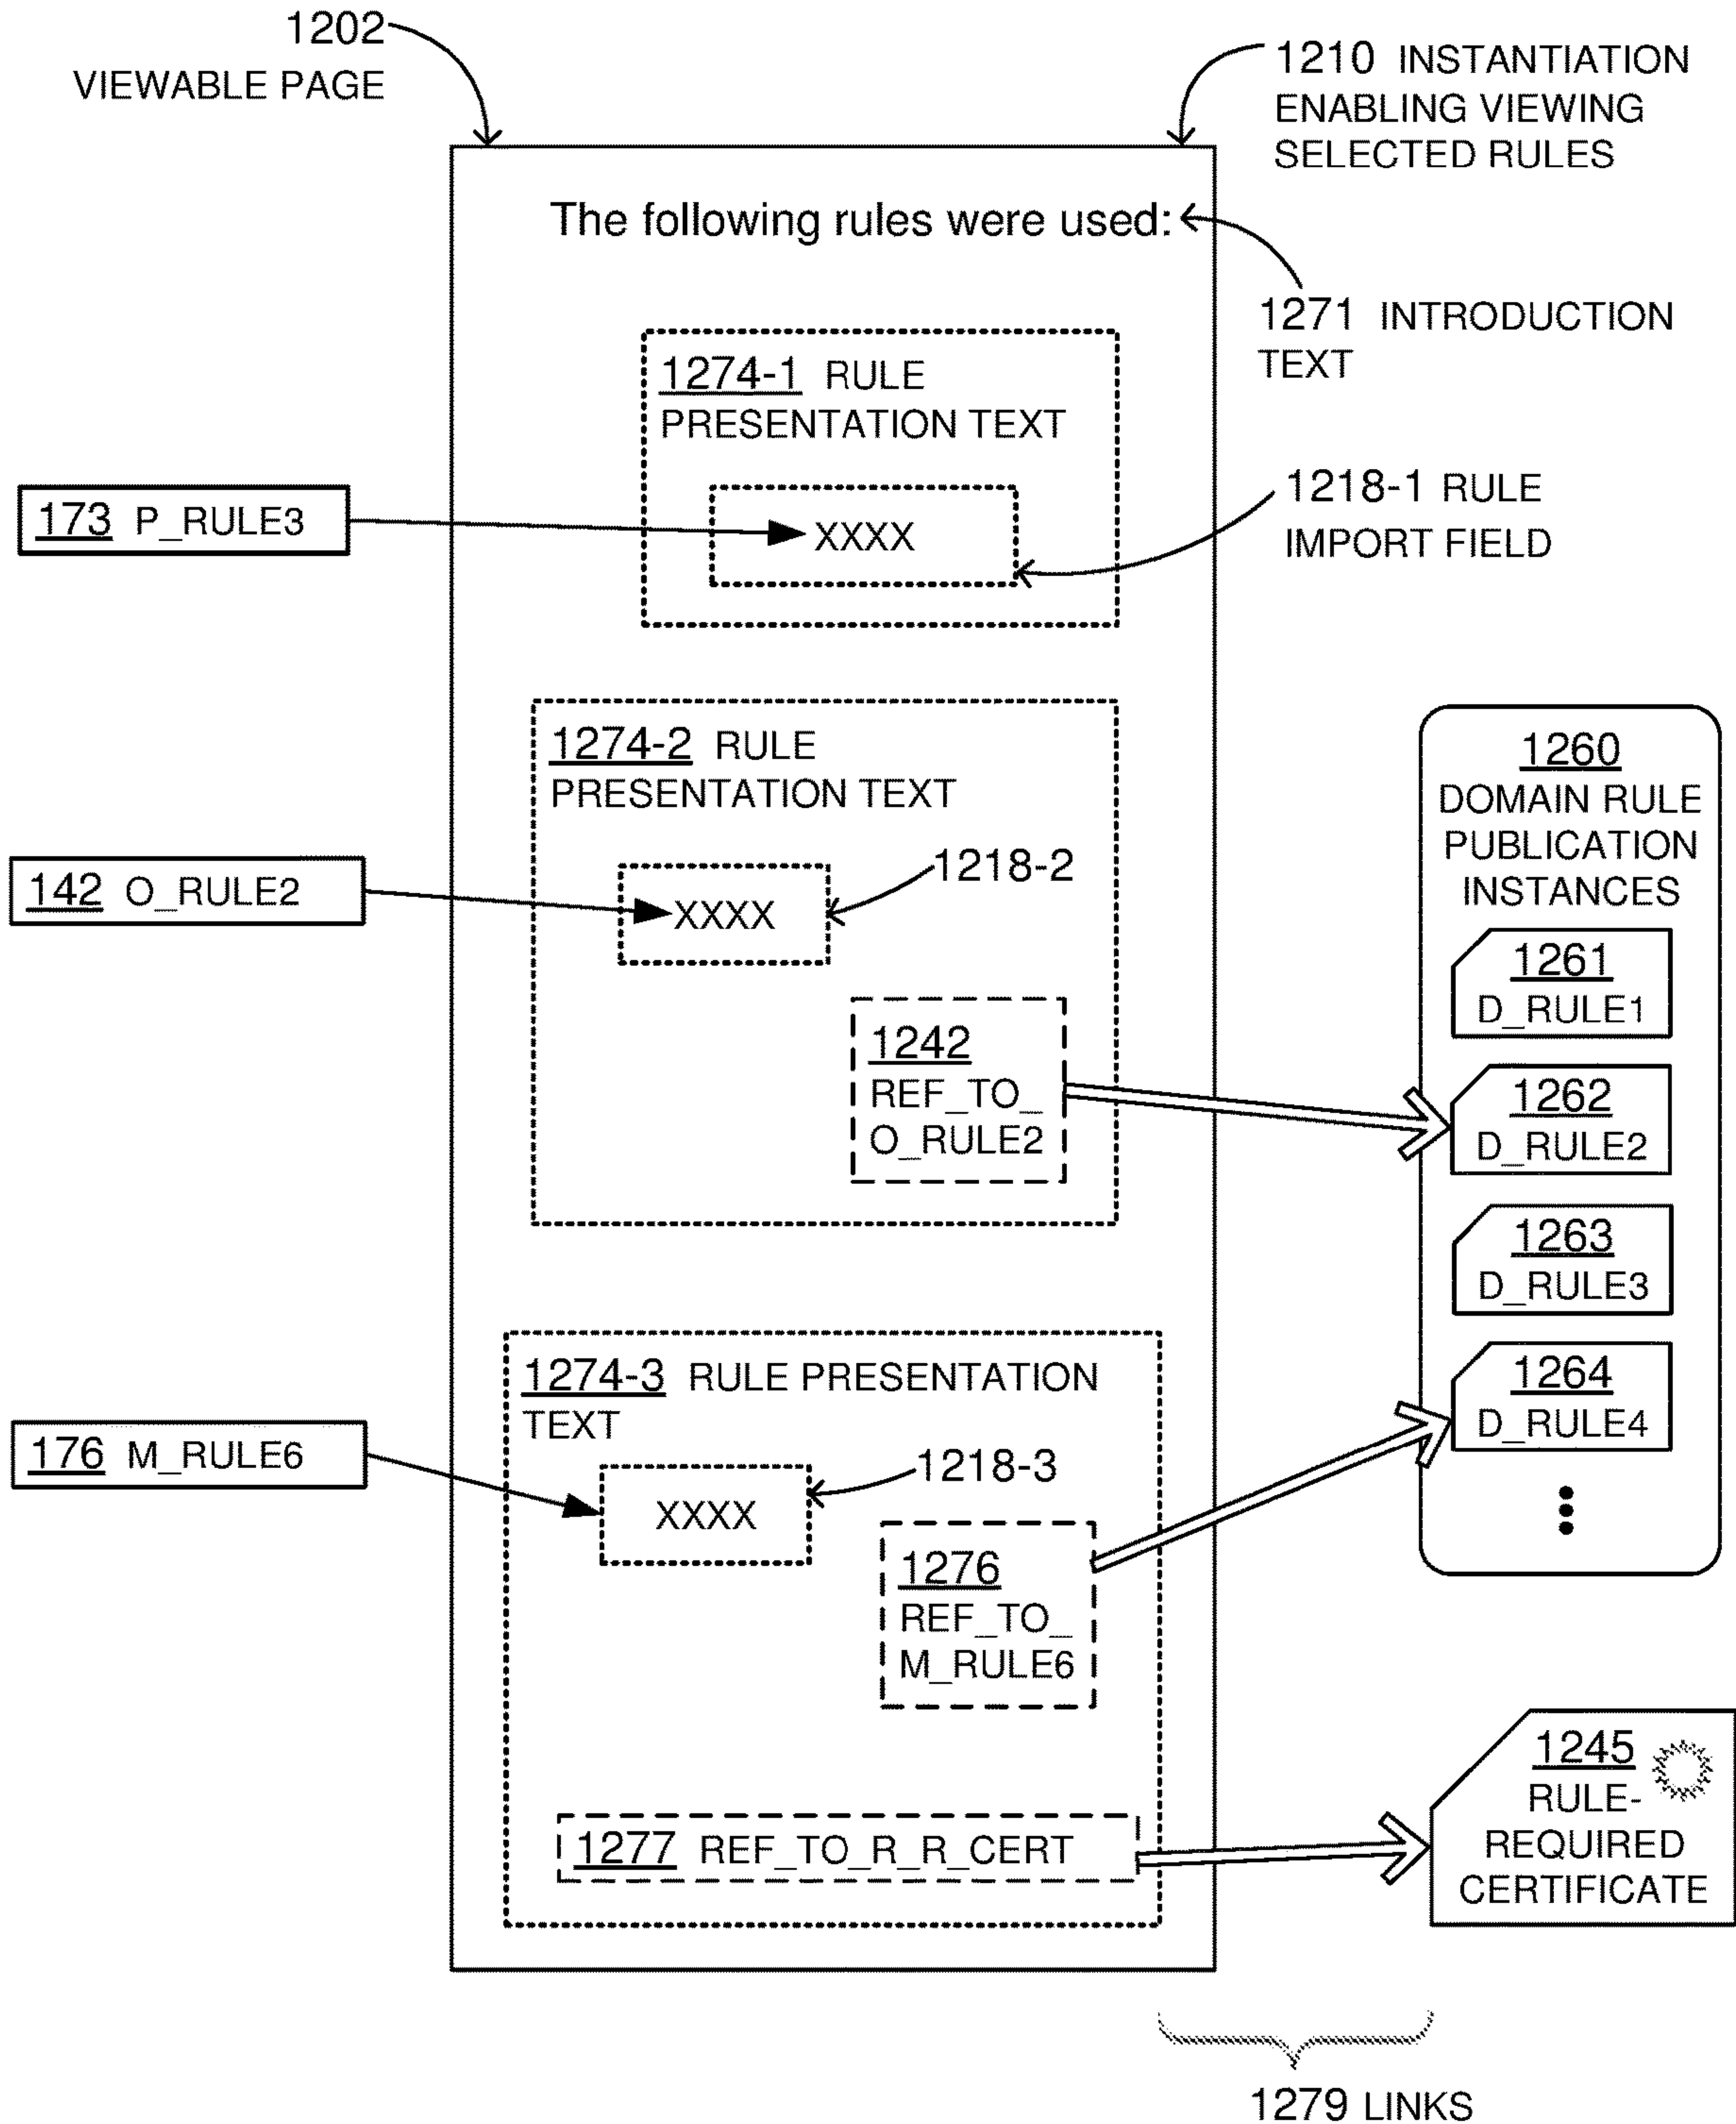 1202
VIEWABLE PAGE
1210 INSTANTIATION
ENABLING VIEWING
SELECTED RULES
The following rules were used:
1271 INTRODUCTION
TEXT
1274-1 RULE
PRESENTATION TEXT
173 P_RULE3
XXXX
1218-1 RULE
IMPORT FIELD
1274-2 RULE
PRESENTATION TEXT
142 O_RULE2
XXXX
1218-2
1242
REF_TO_
O_RULE2
1260
DOMAIN RULE
PUBLICATION
INSTANCES
1261
D_RULE1
1262
D_RULE2
1263
D_RULE3
1264
D_RULE4
1274-3 RULE PRESENTATION
TEXT
176 M_RULE6
XXXX
1218-3
1276
REF_TO_
M_RULE6
1277 REF_TO_R_R_CERT
1245
RULE-
REQUIRED
CERTIFICATE
1279 LINKS